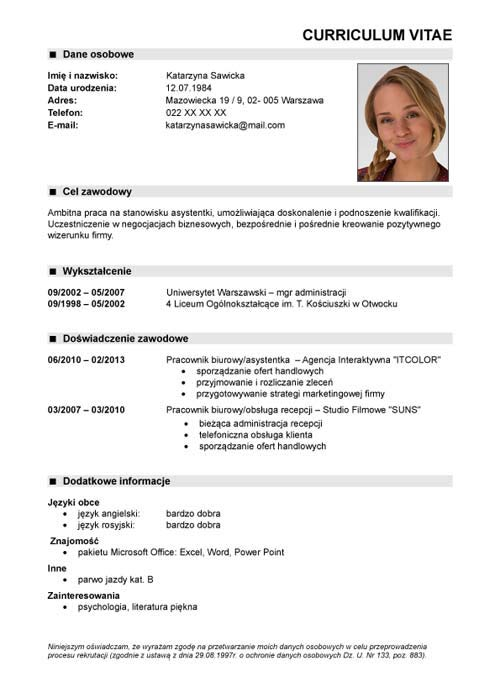 CURRICULUM VITAE
Dane osobowe
Imię i nazwisko: Katarzyna Sawicka
Data urodzenia: 12.07.1984
Adres: Mazowiecka 19 / 9, 02- 005 Warszawa
Telefon: 022 XX XX XX
E-mail: katarzynasawicka@mail.com
Cel zawodowy
Ambitna praca na stanowisku asystentki, umożliwiająca doskonalenie i podnoszenie kwalifikacji.
Uczestniczenie w negocjacjach biznesowych, bezpośrednie i pośrednie kreowanie pozytywnego
wizerunku firmy.
Wykształcenie
09/2002 – 05/2007 Uniwersytet Warszawski – mgr administracji
09/1998 – 05/2002 4 Liceum Ogólnokształcące im. T. Kościuszki w Otwocku
Doświadczenie zawodowe
06/2010 – 02/2013 Pracownik biurowy/asystentka – Agencja Interaktywna "ITCOLOR"
• sporządzanie ofert handlowych
• przyjmowanie i rozliczanie zleceń
• przygotowywanie strategi marketingowej firmy
03/2007 – 03/2010 Pracownik biurowy/obsługa recepcji – Studio Filmowe "SUNS"
• bieząca administracja recepcji
• telefoniczna obsługa klienta
• sporządzanie ofert handlowych
Dodatkowe informacje
Języki obce
• język angielski: bardzo dobra
• język rosyjski: bardzo dobra
Znajomość
• pakietu Microsoft Office: Excel, Word, Power Point
Inne
• parwo jazdy kat. B
Zainteresowania
• psychologia, literatura piękna
Niniejszym oświadczam, że wyrażam zgodę na przetwarzanie moich danych osobowych w celu przeprowadzenia
procesu rekrutacji (zgodnie z ustawą z dnia 29.08.1997r. o ochronie danych osobowych Dz. U. Nr 133, poz. 883).